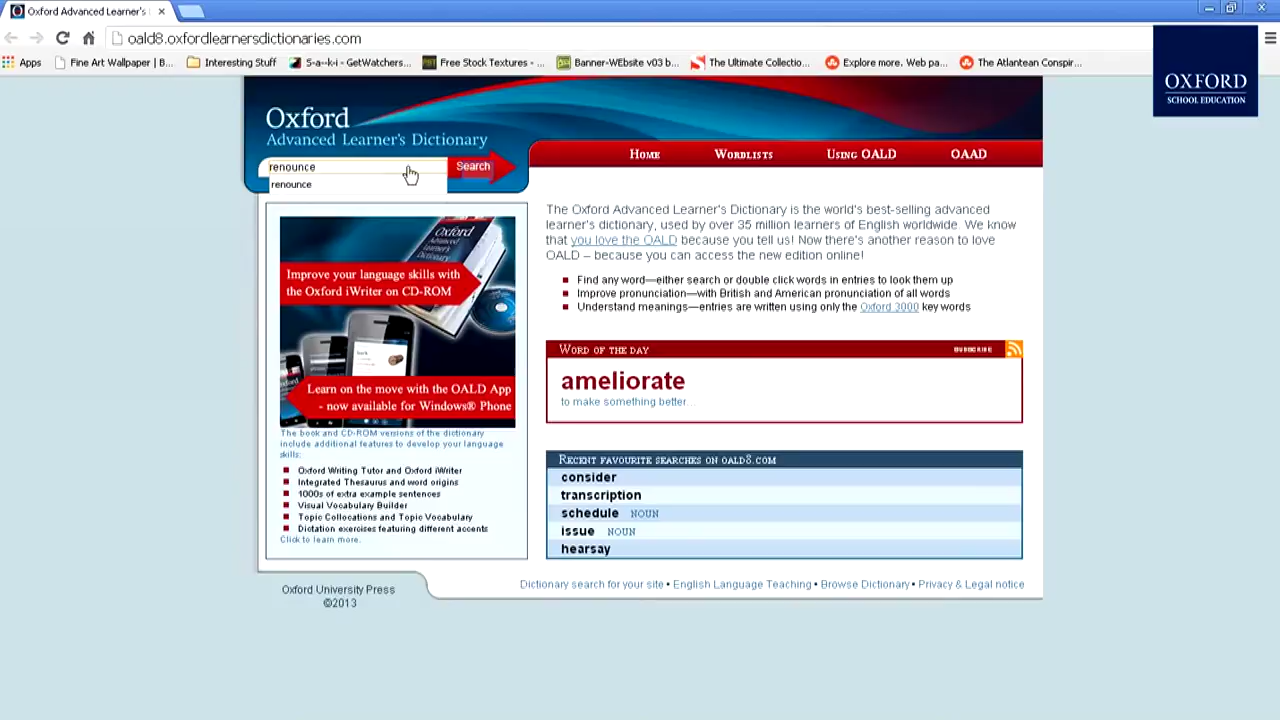 Oxford Advanced Learner's
oald8.oxfordlearnersdictionaries.com
Apps
Fine Art Wallpaper | B...
Interesting Stuff
S-a--k-i - GetWatchers...
Free Stock Textures - ...
Banner-WEbsite v03 b...
The Ultimate Collectio...
Explore more. Web pa...
The Atlantean Conspir...
OXFORD
SCHOOL EDUCATION
Oxford
Advanced Learner's Dictionary
renounce
Search
renounce
Home
Wordlists
Using OALD
OAAD
Improve your language skills with
the Oxford iWriter on CD-ROM
Learn on the move with the OALD App
- now available for Windows® Phone
The book and CD-ROM versions of the dictionary
include additional features to develop your language
skills:
Oxford Writing Tutor and Oxford iWriter
Integrated Thesaurus and word origins
1000s of extra example sentences
Visual Vocabulary Builder
Topic Collocations and Topic Vocabulary
Dictation exercises featuring different accents
Click to learn more.
The Oxford Advanced Learner's Dictionary is the world's best-selling advanced
learner's dictionary, used by over 35 million learners of English worldwide. We know
that you love the OALD because you tell us! Now there's another reason to love
OALD – because you can access the new edition online!
Find any word—either search or double click words in entries to look them up
Improve pronunciation—with British and American pronunciation of all words
Understand meanings—entries are written using only the Oxford 3000 key words
Word of the day
SUBSCRIBE
ameliorate
to make something better...
Recent favourite searches on oald8.com
consider
transcription
schedule NOUN
issue NOUN
hearsay
Dictionary search for your site • English Language Teaching • Browse Dictionary • Privacy & Legal notice
Oxford University Press
©2013